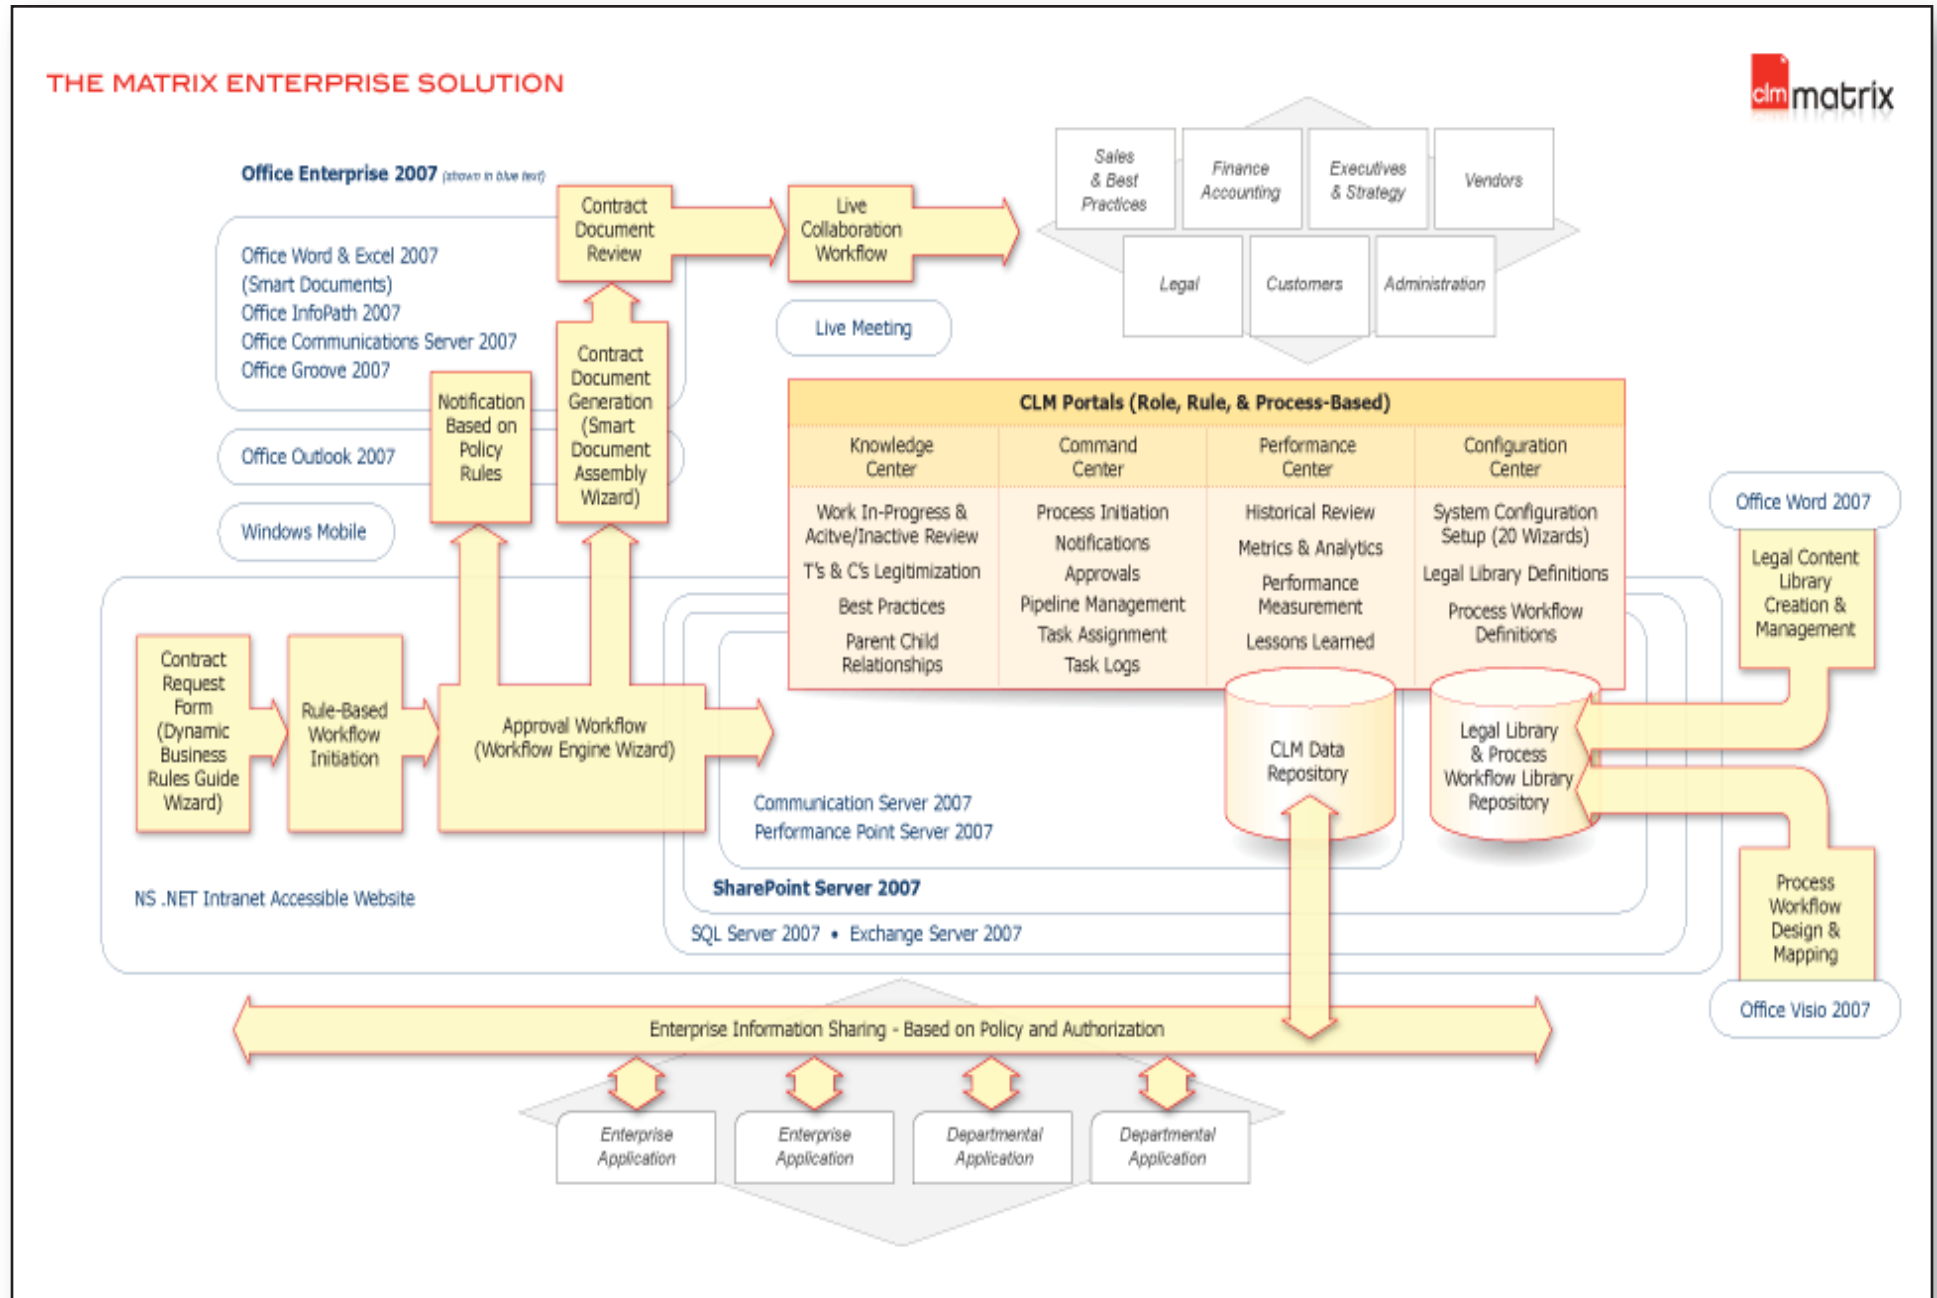 THE MATRIX ENTERPRISE SOLUTION
clm matrix
Office Enterprise 2007 (shown in blue text)
Office Word & Excel 2007
(Smart Documents)
Office InfoPath 2007
Office Communications Server 2007
Office Groove 2007
Office Outlook 2007
Windows Mobile
Contract
Document
Review
Live
Collaboration
Workflow
Live Meeting
Sales
& Best
Practices
Finance
Accounting
Executives
& Strategy
Vendors
Legal
Customers
Administration
Notification
Based on
Policy
Rules
Contract
Document
Generation
(Smart
Document
Assembly
Wizard)
CLM Portals (Role, Rule, & Process-Based)
Knowledge
Center
Work In-Progress &
Acitve/Inactive Review
T's & C's Legitimization
Best Practices
Parent Child
Relationships
Command
Center
Process Initiation
Notifications
Approvals
Pipeline Management
Task Assignment
Task Logs
Performance
Center
Historical Review
Metrics & Analytics
Performance
Measurement
Lessons Learned
Configuration
Center
System Configuration
Setup (20 Wizards)
Legal Library Definitions
Process Workflow
Definitions
Office Word 2007
Legal Content
Library
Creation &
Management
Contract
Request
Form
(Dynamic
Business
Rules Guide
Wizard)
Rule-Based
Workflow
Initiation
Approval Workflow
(Workflow Engine Wizard)
CLM Data
Repository
Legal Library
& Process
Workflow Library
Repository
Communication Server 2007
Performance Point Server 2007
SharePoint Server 2007
SQL Server 2007 • Exchange Server 2007
NS .NET Intranet Accessible Website
Process
Workflow
Design &
Mapping
Office Visio 2007
Enterprise Information Sharing - Based on Policy and Authorization
Enterprise
Application
Enterprise
Application
Departmental
Application
Departmental
Application